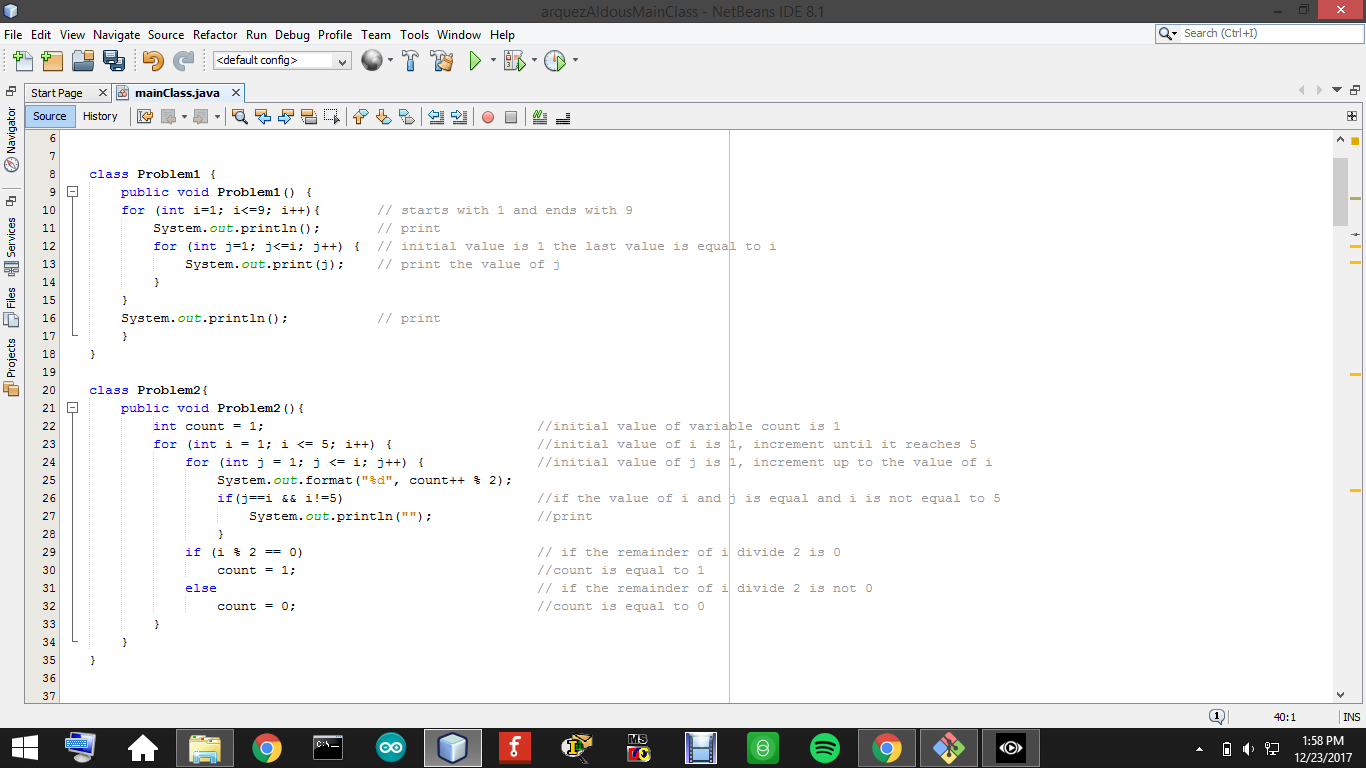 arquezAldousMainClass - NetBeans IDE 8.1
File Edit View Navigate Source Refactor Run Debug Profile Team Tools Window Help
Search (Ctrl+I)
<default config>
Start Page mainClass.java
Source History
Navigator
Services
Files
Projects
6
7
8 class Problem1 {
9 public void Problem1() {
10 for (int i=1; i<=9; i++){ // starts with 1 and ends with 9
11 System.out.println(); // print
12 for (int j=1; j<=i; j++) { // initial value is 1 the last value is equal to i
13 System.out.print(j); // print the value of j
14 }
15 }
16 System.out.println(); // print
17 }
18 }
19
20 class Problem2{
21 public void Problem2(){
22 int count = 1; //initial value of variable count is 1
23 for (int i = 1; i <= 5; i++) { //initial value of i is 1, increment until it reaches 5
24 for (int j = 1; j <= i; j++) { //initial value of j is 1, increment up to the value of i
25 System.out.format("%d", count++ % 2);
26 if(j==i && i!=5) //if the value of i and j is equal and i is not equal to 5
27 System.out.println(""); //print
28 }
29 if (i % 2 == 0) // if the remainder of i divide 2 is 0
30 count = 1; //count is equal to 1
31 else // if the remainder of i divide 2 is not 0
32 count = 0; //count is equal to 0
33 }
34 }
35 }
36
37
1 40:1 INS
C:\_
MS
1:58 PM
12/23/2017